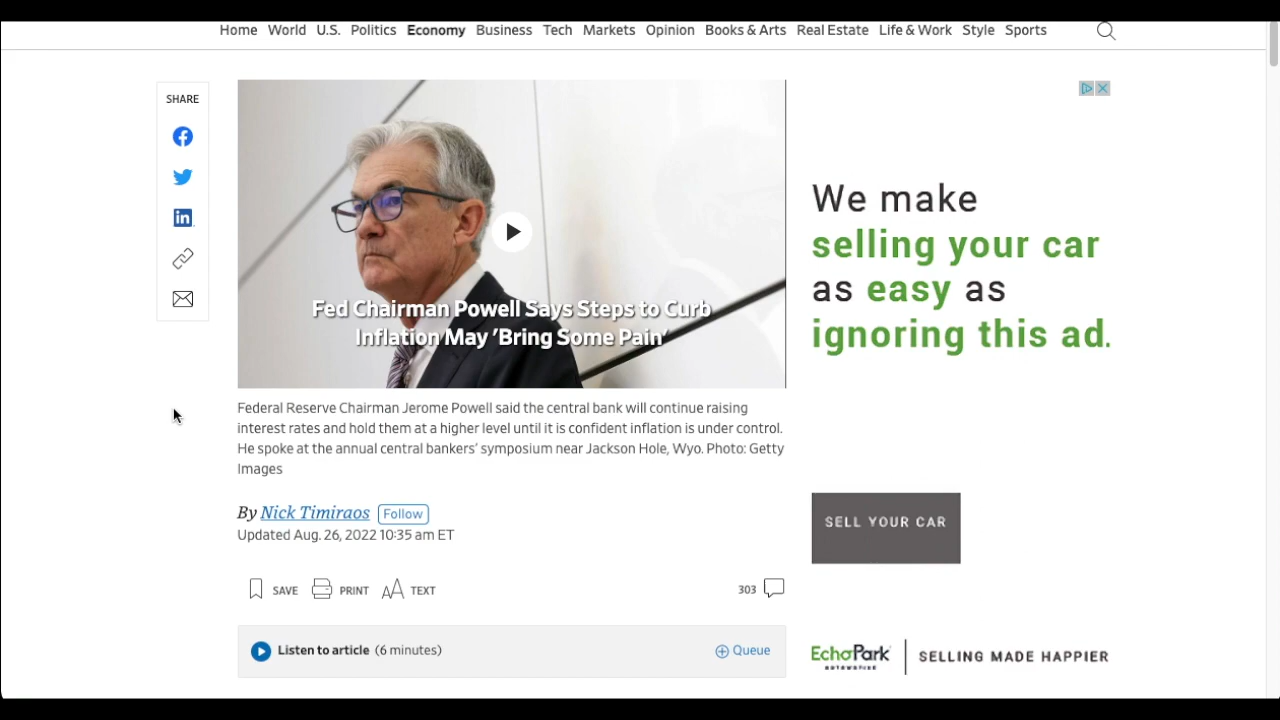 Home World U.S. Politics Economy Business Tech Markets Opinion Books & Arts Real Estate Life & Work Style Sports
SHARE
in
Fed Chairman Powell Says Steps to Curb
Inflation May 'Bring Some Pain'
Federal Reserve Chairman Jerome Powell said the central bank will continue raising
interest rates and hold them at a higher level until it is confident inflation is under control.
He spoke at the annual central bankers' symposium near Jackson Hole, Wyo. Photo: Getty
Images
By Nick Timiraos Follow
Updated Aug. 26, 2022 10:35 am ET
SAVE PRINT AA TEXT 303
Listen to article (6 minutes) Queue
We make
selling your car
as easy as
ignoring this ad.
SELL YOUR CAR
EchoPark
AUTOMOTIVE
SELLING MADE HAPPIER